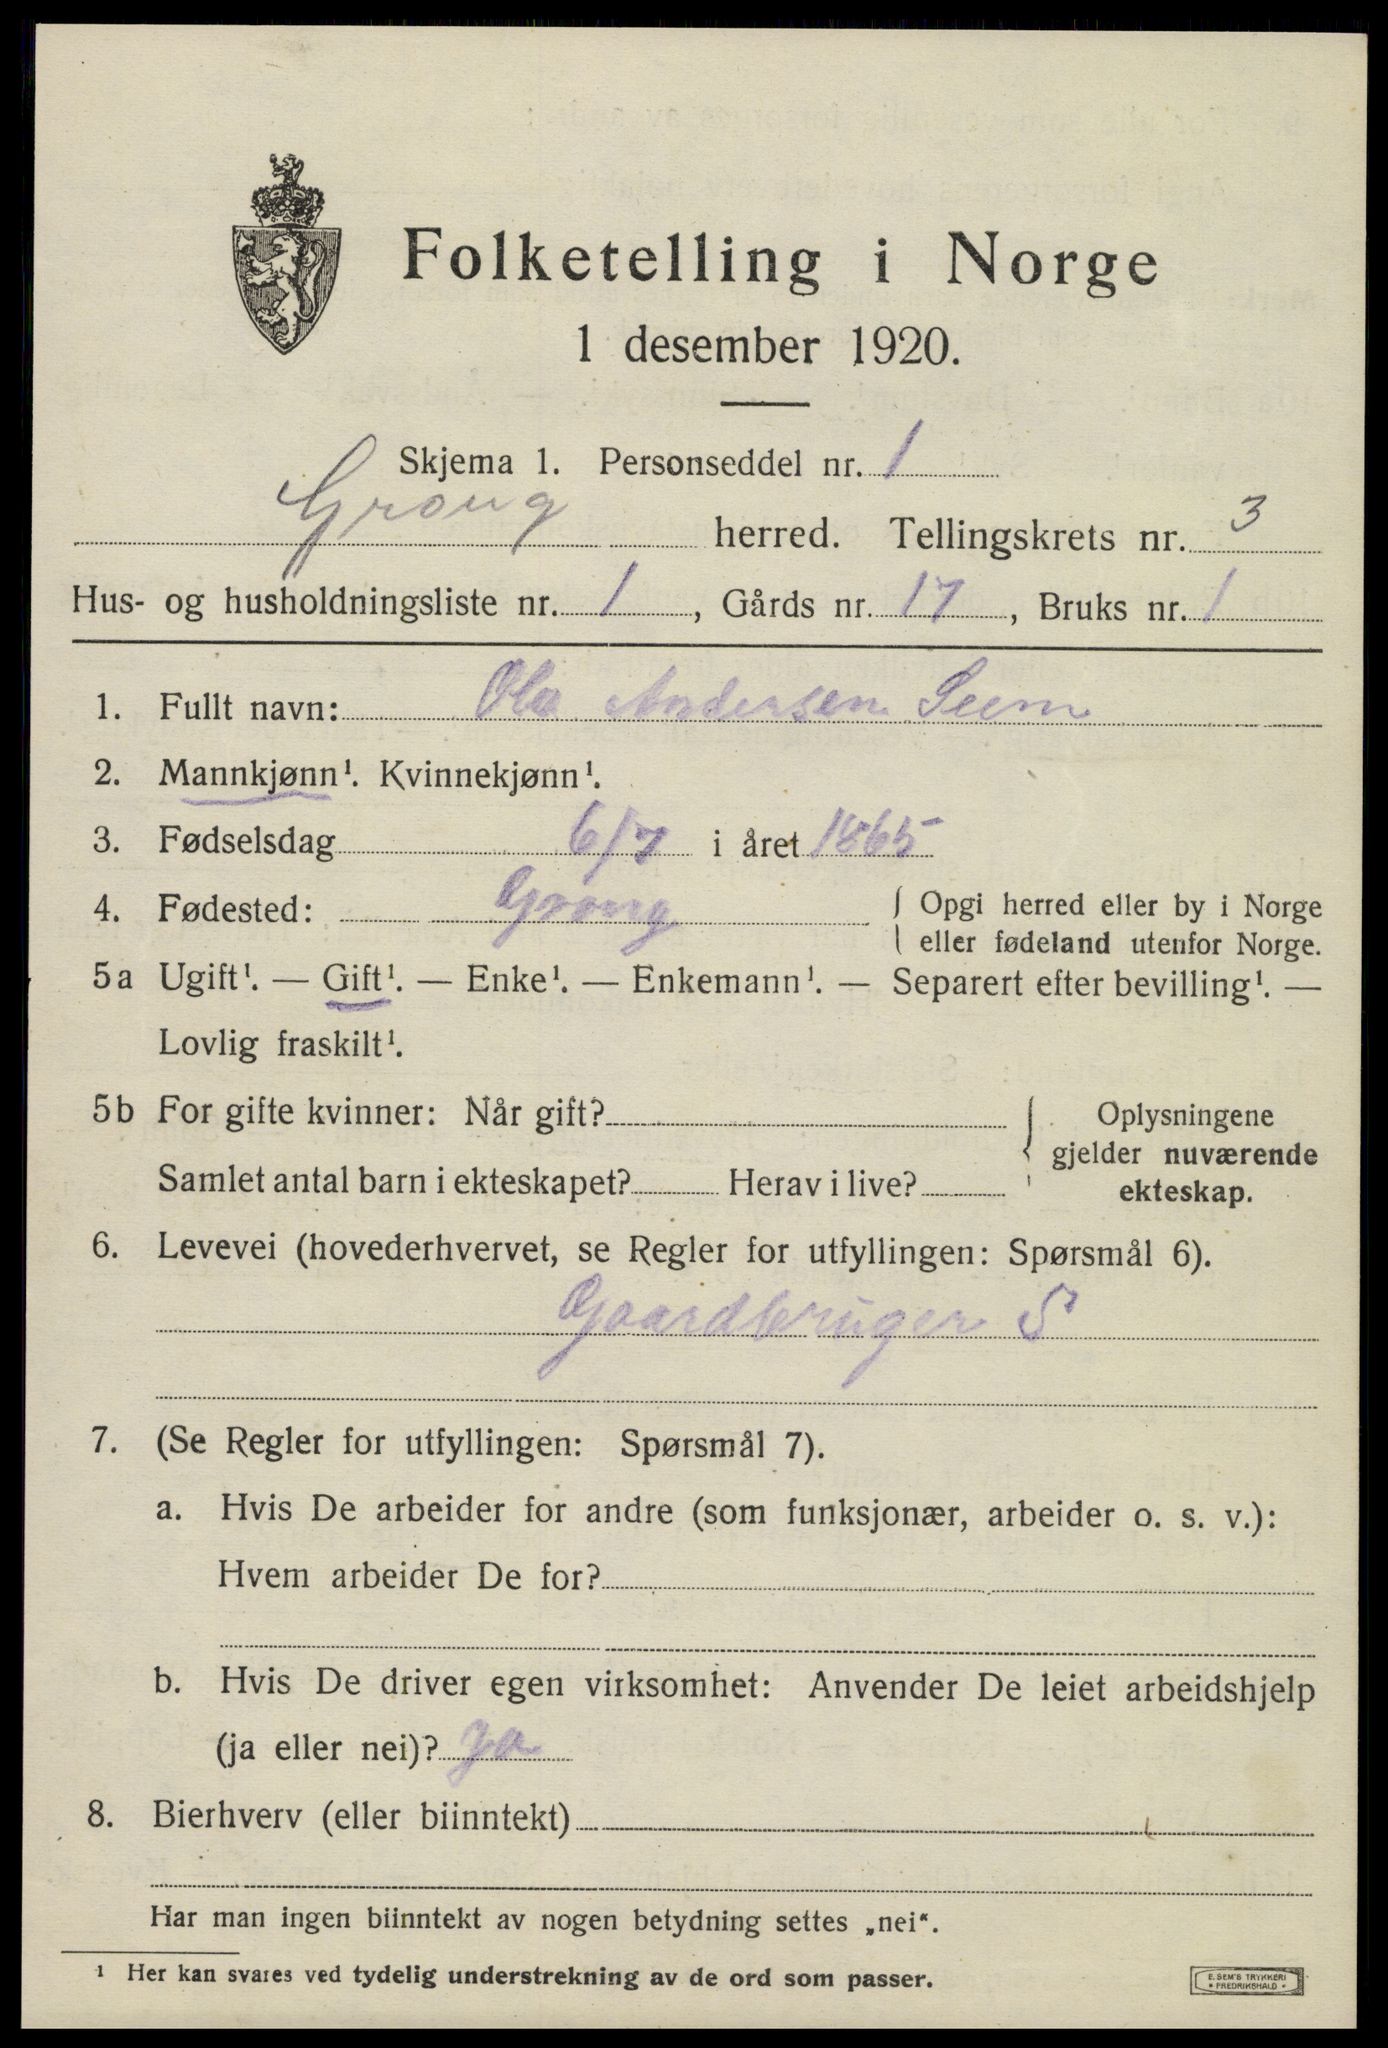 Folketelling i Norge
1 desember 1920.
Skjema 1. Personseddel nr. 1
Grong herred. Tellingskrets nr. 3
Hus- og husholdningsliste nr. 1, Gårds nr. 17, Bruks nr. 1
1. Fullt navn: Ola Andersen Seem
2. Mannkjønn¹. Kvinnekjønn¹.
3. Fødselsdag 6/7 i året 1865
4. Fødested: Grong { Opgi herred eller by i Norge
eller fødeland utenfor Norge.
5a Ugift¹. — Gift¹. — Enke¹. — Enkemann¹. — Separert efter bevilling¹. —
Lovlig fraskilt¹.
5b For gifte kvinner: Når gift? { Oplysningene
gjelder nuværende
Samlet antal barn i ekteskapet? Herav i live? ekteskap.
6. Levevei (hovederhvervet, se Regler for utfyllingen: Spørsmål 6).
Gaardbruger S
7. (Se Regler for utfyllingen: Spørsmål 7).
a. Hvis De arbeider for andre (som funksjonær, arbeider o. s. v.):
Hvem arbeider De for?
b. Hvis De driver egen virksomhet: Anvender De leiet arbeidshjelp
(ja eller nei)? ja
8. Bierhverv (eller biinntekt)
Har man ingen biinntekt av nogen betydning settes „nei“.
¹ Her kan svares ved tydelig understrekning av de ord som passer.
E. SEM'S TRYKKERI
• FREDRIKSHALD •